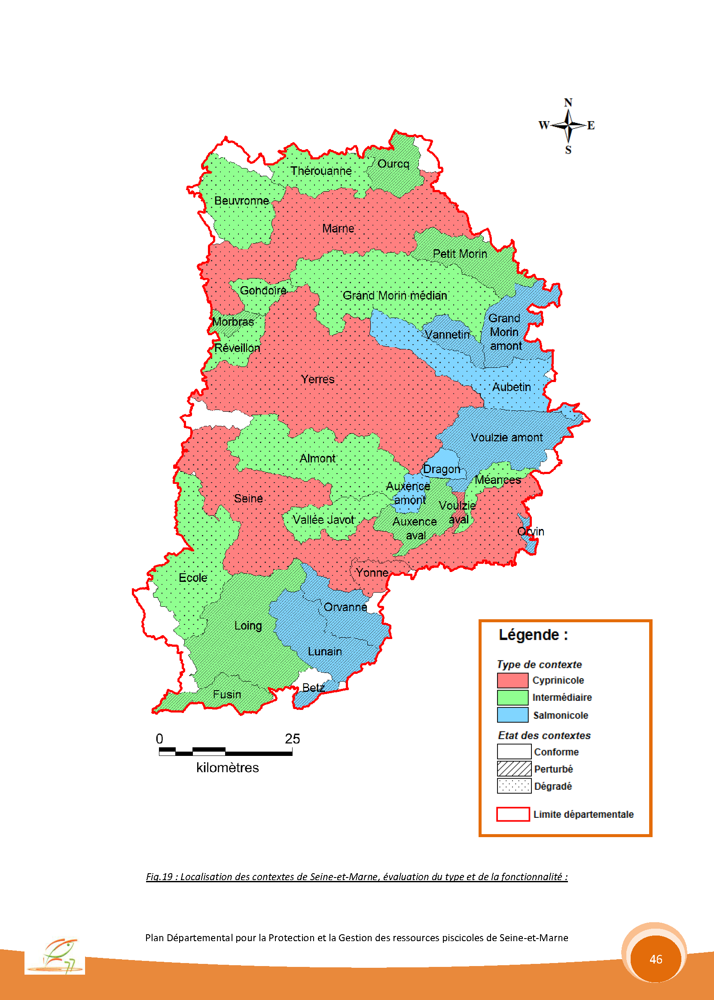 N
W E
S
Ourcq
Thérouanne
Beuvronne
Marne
Petit Morin
Gondoire
Grand Morin médian
Morbras
Grand
Morin
amont
Vannetin
Réveillon
Yerres
Aubetin
Voulzie amont
Almont
Dragon
Méances
Auxence
amont
Seine
Voulzie
aval
Vallée Javot
Auxence
aval
Orvin
Ecole
Yonne
Orvanne
Loing
Lunain
Betz
Fusin
0 25
kilomètres
Légende :
Type de contexte
Cyprinicole
Intermédiaire
Salmonicole
Etat des contextes
Conforme
Perturbé
Dégradé
Limite départementale
Fig.19 : Localisation des contextes de Seine-et-Marne, évaluation du type et de la fonctionnalité :
Plan Départemental pour la Protection et la Gestion des ressources piscicoles de Seine-et-Marne
77
46